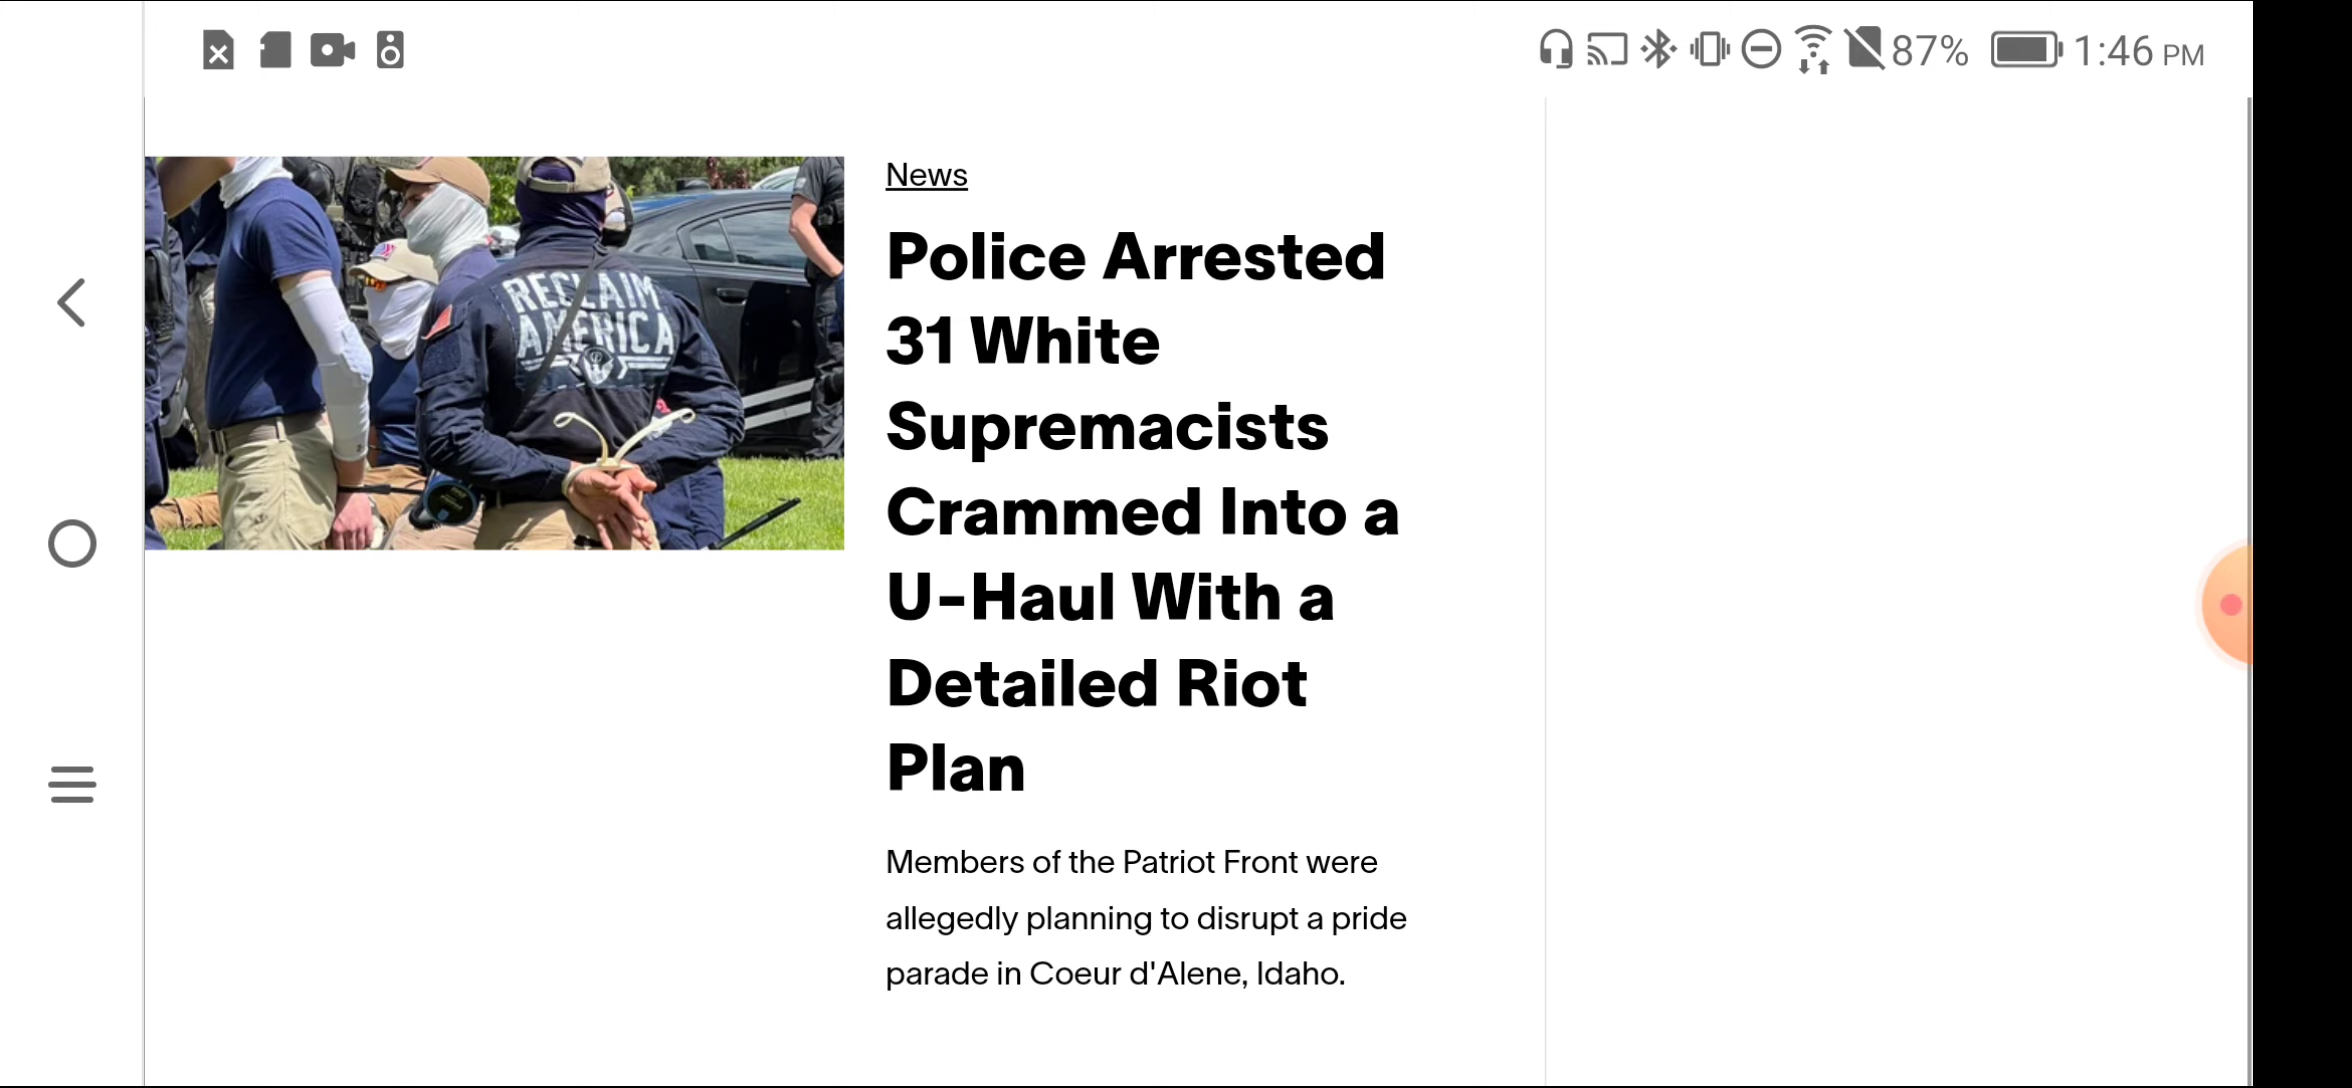 87% 1:46 PM
News
RECLAIM
AMERICA
Police Arrested
31 White
Supremacists
Crammed Into a
U-Haul With a
Detailed Riot
Plan
Members of the Patriot Front were
allegedly planning to disrupt a pride
parade in Coeur d'Alene, Idaho.